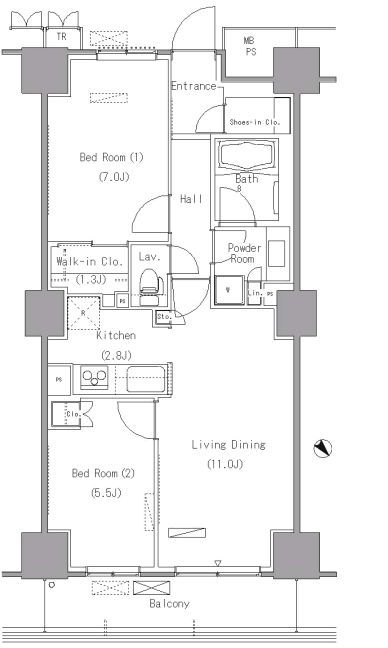 TR
MB
PS
Entrance
Shoes-in Clo.
Bed Room (1)
(7.0J)
Bath
B
Hall
Walk-in Clo.
(1.3J)
Lav.
Powder
Room
W
Lin.
PS
PS
R
Sto.
Kitchen
(2.8J)
PS
Clo.
Living Dining
(11.0J)
Bed Room (2)
(5.5J)
Balcony